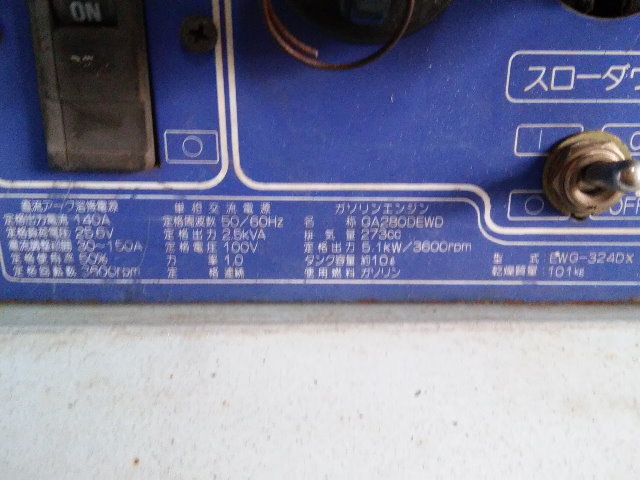 ON
スローダウ
OFF
直流アーク溶接電源
定格出力電流 140A
定格負荷電圧 25.6V
電流調整範囲 30~150A
定格使用率 50%
定格回転数 3600rpm
単相交流電源
定格周波数 50/60Hz
定格出力 2.5kVA
定格電圧 100V
力率 1.0
定格 連続
ガソリンエンジン
名称 GA280DEWD
排気量 273cc
定格出力 5.1kW/3600rpm
タンク容量 約10ℓ
使用燃料 ガソリン
型式 EWG-324DX
乾燥質量 101kg